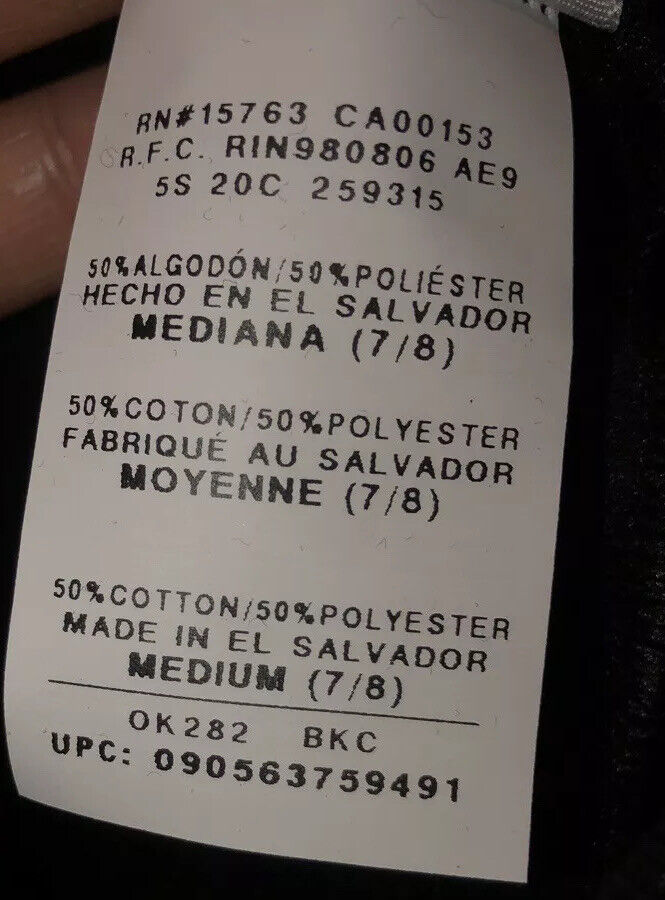 RN#15763 CA00153
R.F.C. RIN980806 AE9
5S 20C 259315
50%ALGODÓN/50%POLIÉSTER
HECHO EN EL SALVADOR
MEDIANA (7/8)
50%COTON/50%POLYESTER
FABRIQUÉ AU SALVADOR
MOYENNE (7/8)
50%COTTON/50%POLYESTER
MADE IN EL SALVADOR
MEDIUM (7/8)
OK282 BKC
UPC: 090563759491